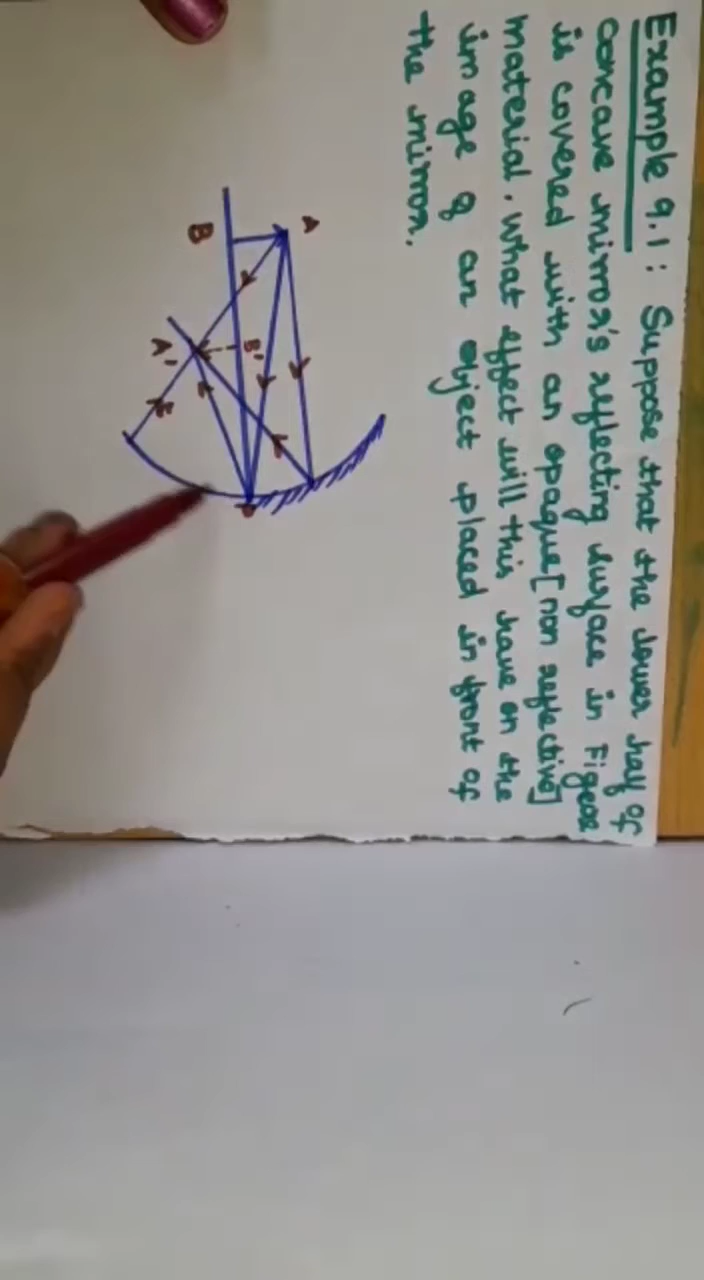 Example 9.1: Suppose that the lower half of
concave mirror's reflecting surface in Figure
is covered with an opaque [non reflective]
material. What effect will this have on the
image of an object placed in front of
the mirror.
A
B
B'
A'